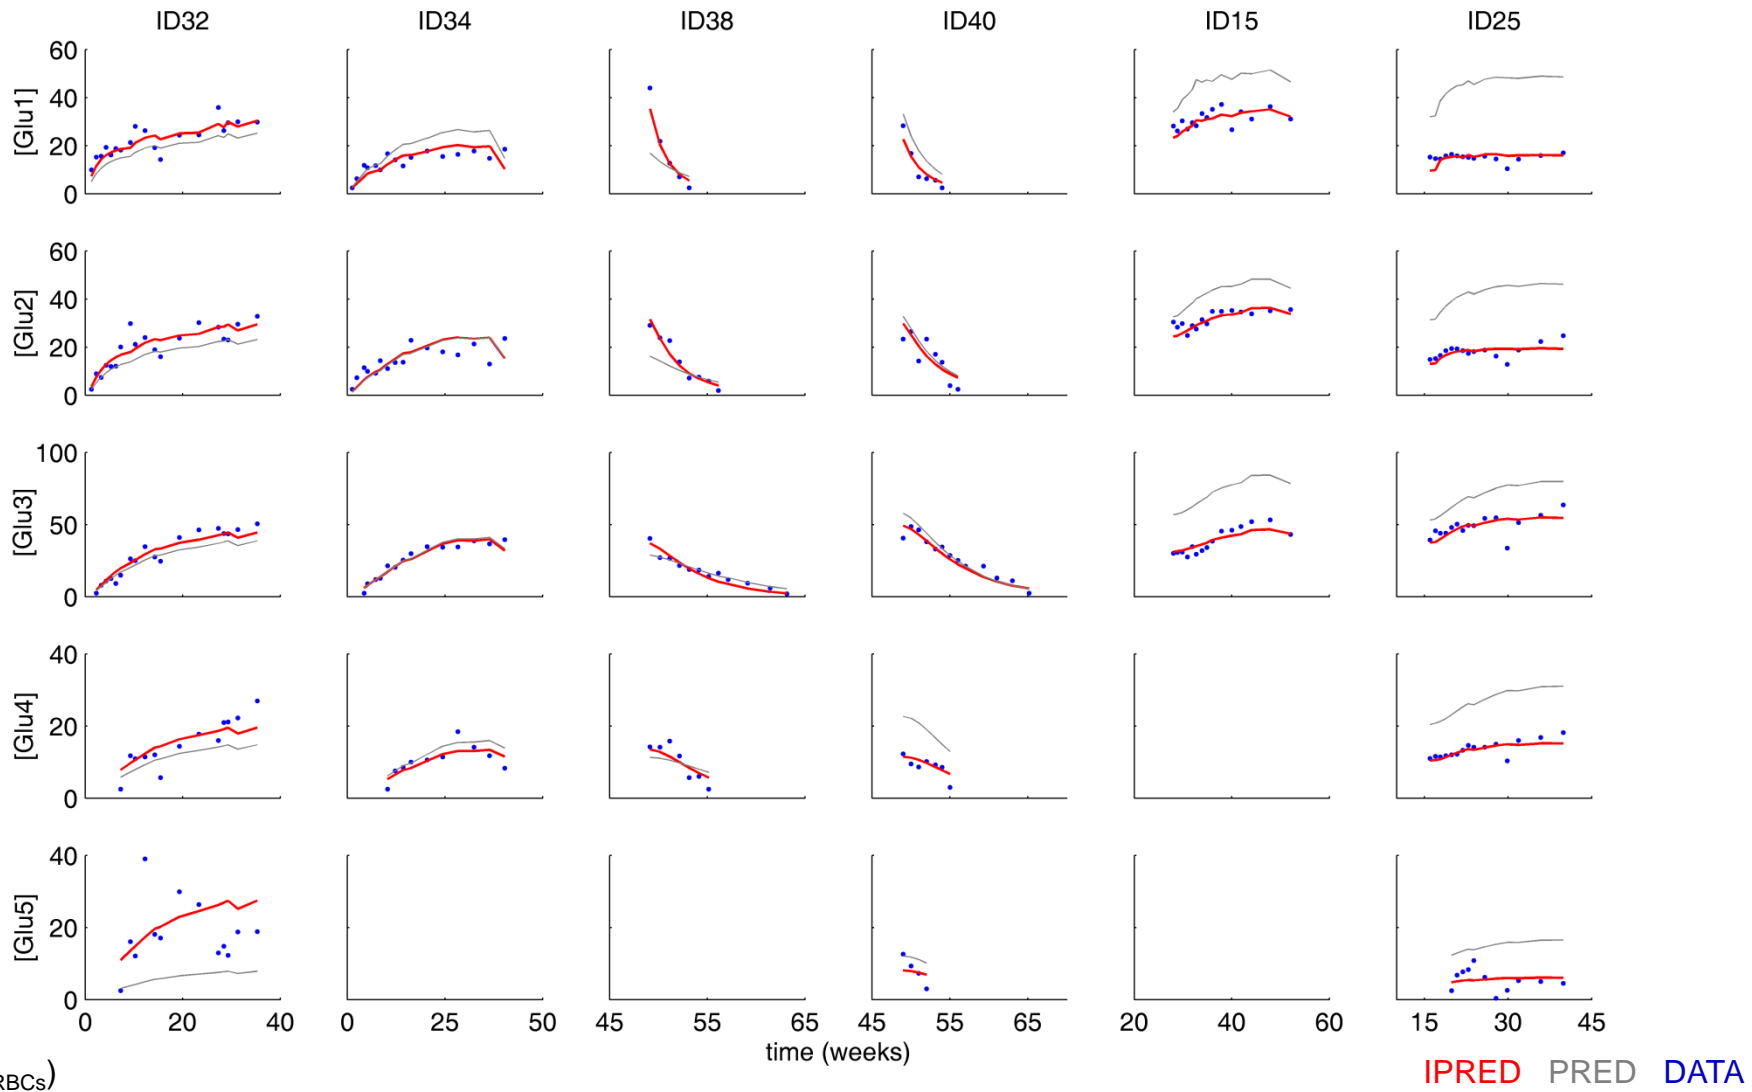 ID32 ID34 ID38 ID40 ID15 ID25
[Glu1] 60 40 20 0
[Glu2] 60 40 20 0
[Glu3] 100 50 0
[Glu4] 40 20 0
[Glu5] 40 20 0
0 20 40 0 25 50 45 55 65 45 55 65 20 40 60 15 30 45
time (weeks)
RBCs)
IPRED PRED DATA